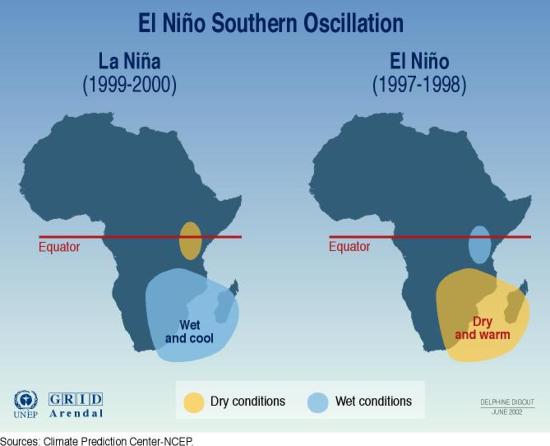 El Niño Southern Oscillation
La Niña
(1999-2000)
El Niño
(1997-1998)
Equator
Equator
Wet
and cool
Dry
and warm
UNEP
GRID
Arendal
Dry conditions
Wet conditions
DELPHINE DIGOUT
JUNE 2002
Sources: Climate Prediction Center-NCEP.